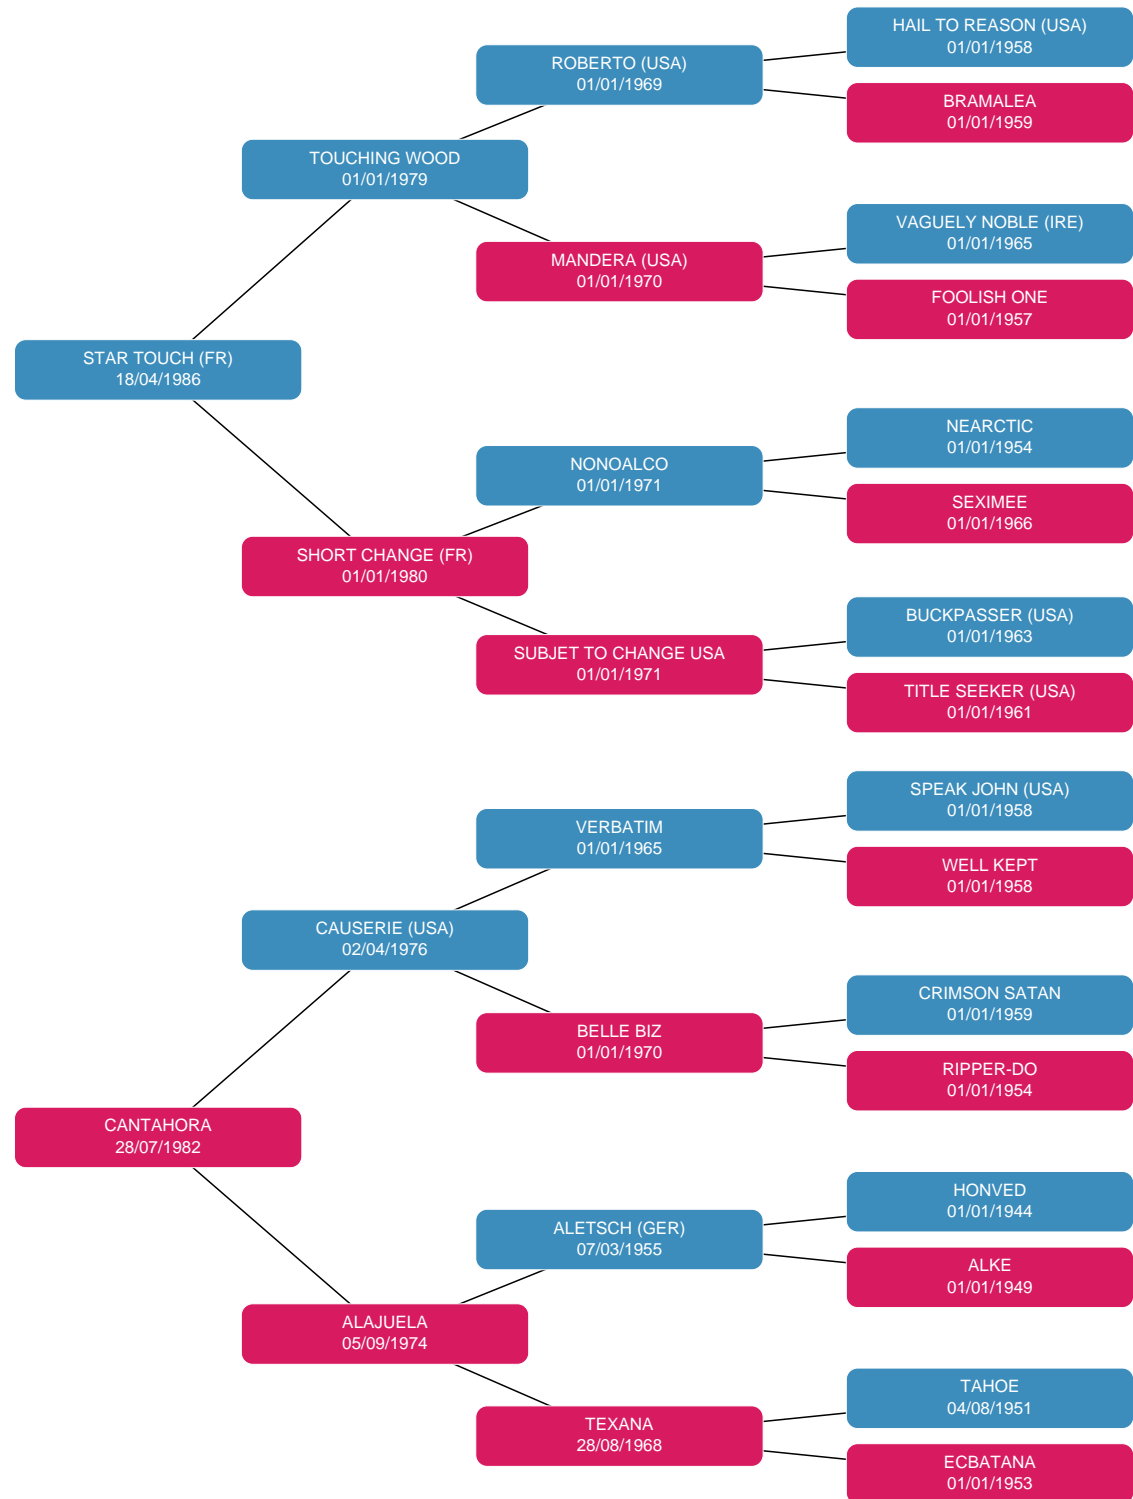 HAIL TO REASON (USA)
01/01/1958
ROBERTO (USA)
01/01/1969
BRAMALEA
01/01/1959
TOUCHING WOOD
01/01/1979
VAGUELY NOBLE (IRE)
01/01/1965
MANDERA (USA)
01/01/1970
FOOLISH ONE
01/01/1957
STAR TOUCH (FR)
18/04/1986
NEARCTIC
01/01/1954
NONOALCO
01/01/1971
SEXIMEE
01/01/1966
SHORT CHANGE (FR)
01/01/1980
BUCKPASSER (USA)
01/01/1963
SUBJET TO CHANGE USA
01/01/1971
TITLE SEEKER (USA)
01/01/1961
SPEAK JOHN (USA)
01/01/1958
VERBATIM
01/01/1965
WELL KEPT
01/01/1958
CAUSERIE (USA)
02/04/1976
CRIMSON SATAN
01/01/1959
BELLE BIZ
01/01/1970
RIPPER-DO
01/01/1954
CANTAHORA
28/07/1982
HONVED
01/01/1944
ALETSCH (GER)
07/03/1955
ALKE
01/01/1949
ALAJUELA
05/09/1974
TAHOE
04/08/1951
TEXANA
28/08/1968
ECBATANA
01/01/1953